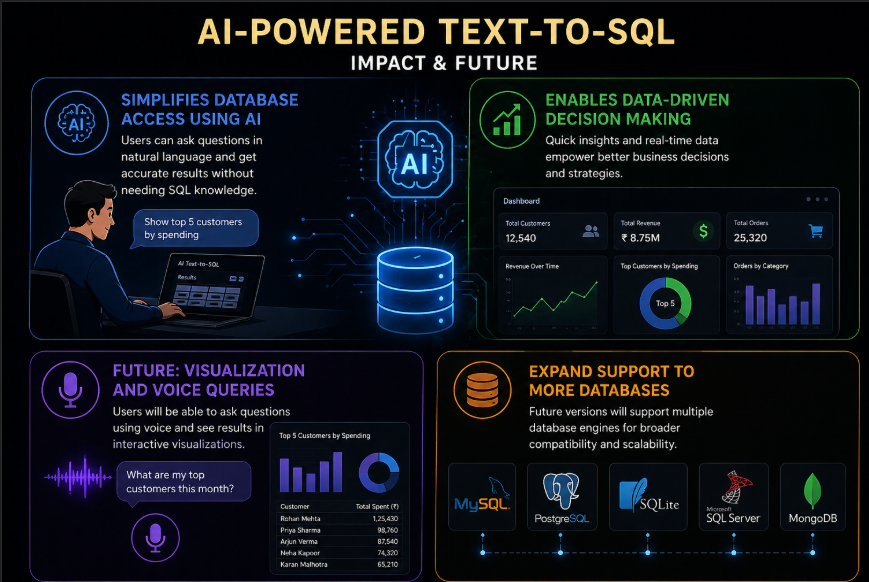 AI-POWERED TEXT-TO-SQL
IMPACT & FUTURE
AI
SIMPLIFIES DATABASE
ACCESS USING AI
Users can ask questions in
natural language and get
accurate results without
needing SQL knowledge.
Show top 5 customers
by spending
AI Text-to-SQL
Results
AI
ENABLES DATA-DRIVEN
DECISION MAKING
Quick insights and real-time data
empower better business decisions
and strategies.
Dashboard
Total Customers
12,540
Total Revenue
₹ 8.75M
$
Total Orders
25,320
Revenue Over Time
Top Customers by Spending
Top 5
Orders by Category
FUTURE: VISUALIZATION
AND VOICE QUERIES
Users will be able to ask questions
using voice and see results in
interactive visualizations.
What are my top
customers this month?
Top 5 Customers by Spending
Customer Total Spent (₹)
Rohan Mehta 1,25,430
Priya Sharma 98,760
Arjun Verma 87,540
Neha Kapoor 74,320
Karan Malhotra 65,210
EXPAND SUPPORT TO
MORE DATABASES
Future versions will support multiple
database engines for broader
compatibility and scalability.
MySQL
PostgreSQL
SQLite
Microsoft
SQL Server
MongoDB